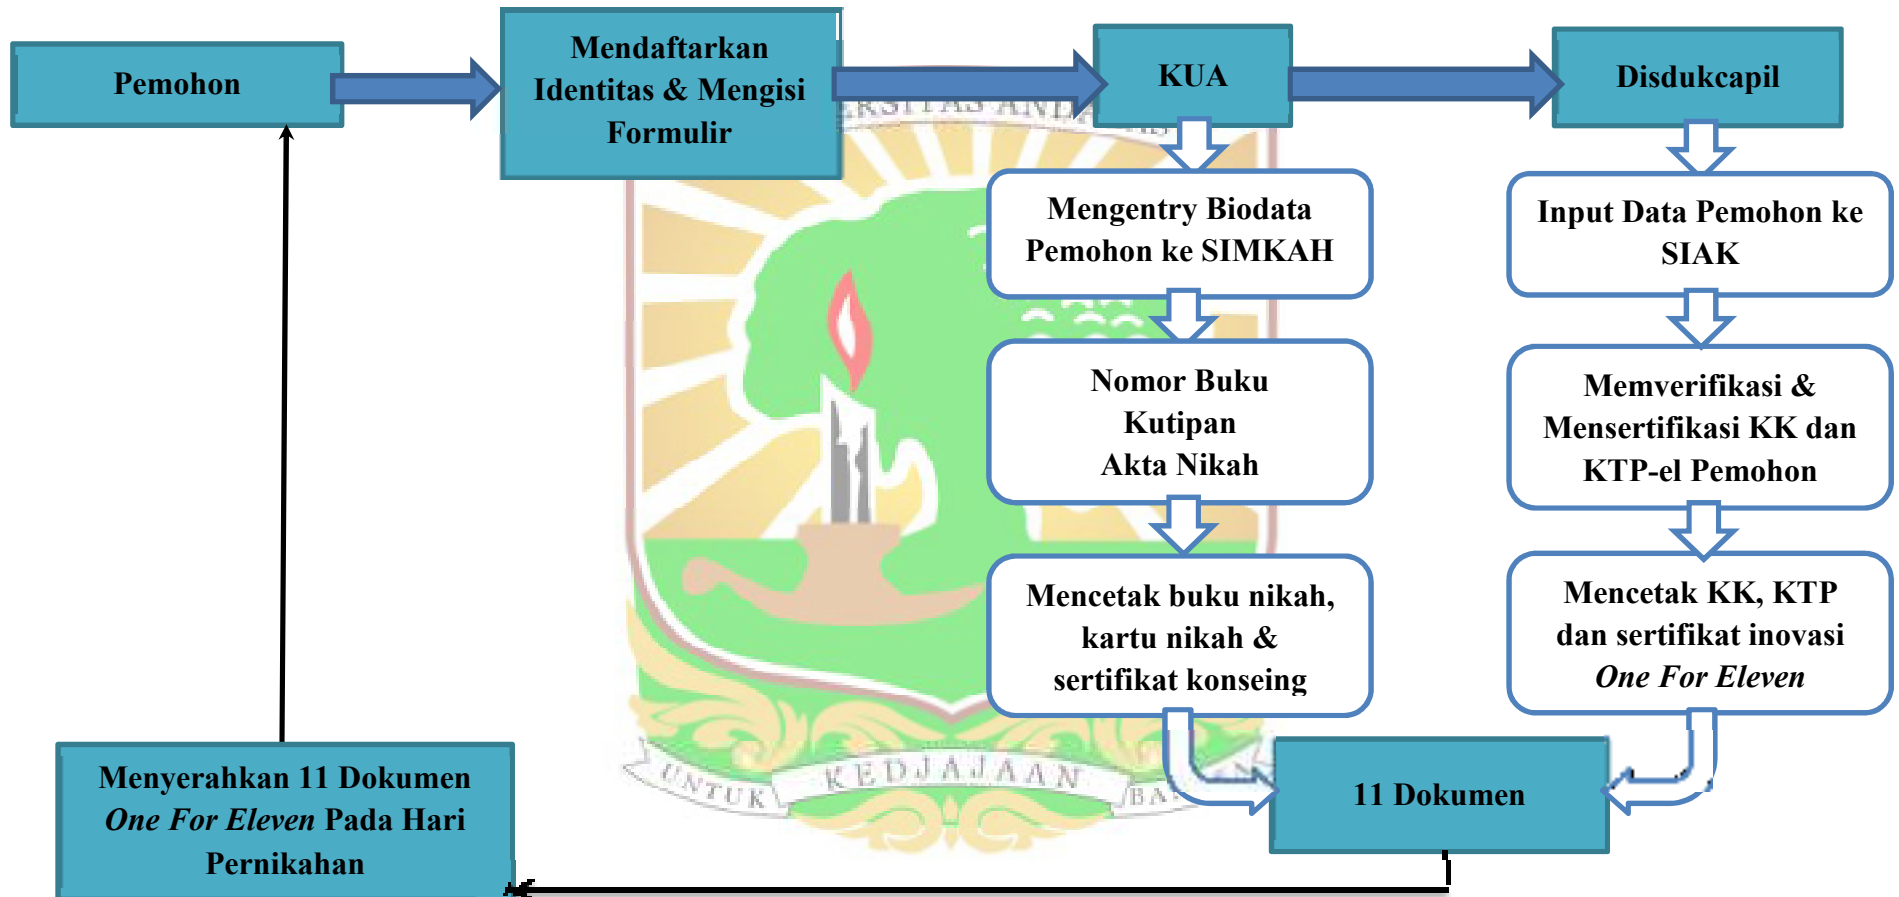 Pemohon
Mendaftarkan
Identitas & Mengisi
Formulir
KUA
Disdukcapil
Mengentry Biodata
Pemohon ke SIMKAH
Nomor Buku
Kutipan
Akta Nikah
Mencetak buku nikah,
kartu nikah &
sertifikat konseing
Input Data Pemohon ke
SIAK
Memverifikasi &
Mensertifikasi KK dan
KTP-el Pemohon
Mencetak KK, KTP
dan sertifikat inovasi
One For Eleven
11 Dokumen
Menyerahkan 11 Dokumen
One For Eleven Pada Hari
Pernikahan
UNTUK KEDJAJAAN